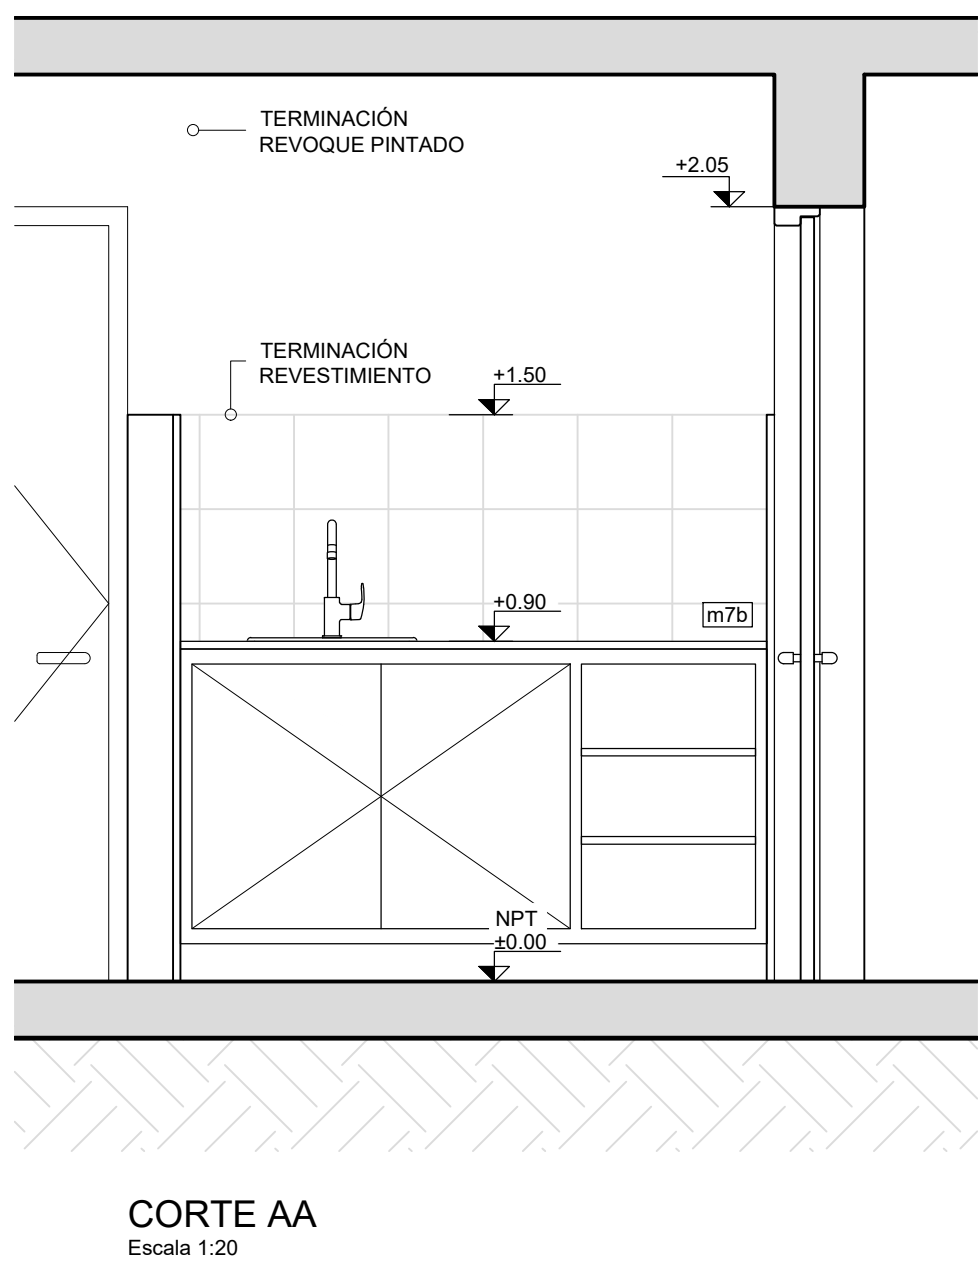 TERMINACIÓN
REVOQUE PINTADO
+2.05
TERMINACIÓN
REVESTIMIENTO
+1.50
+0.90
m7b
NPT
±0.00
CORTE AA
Escala 1:20